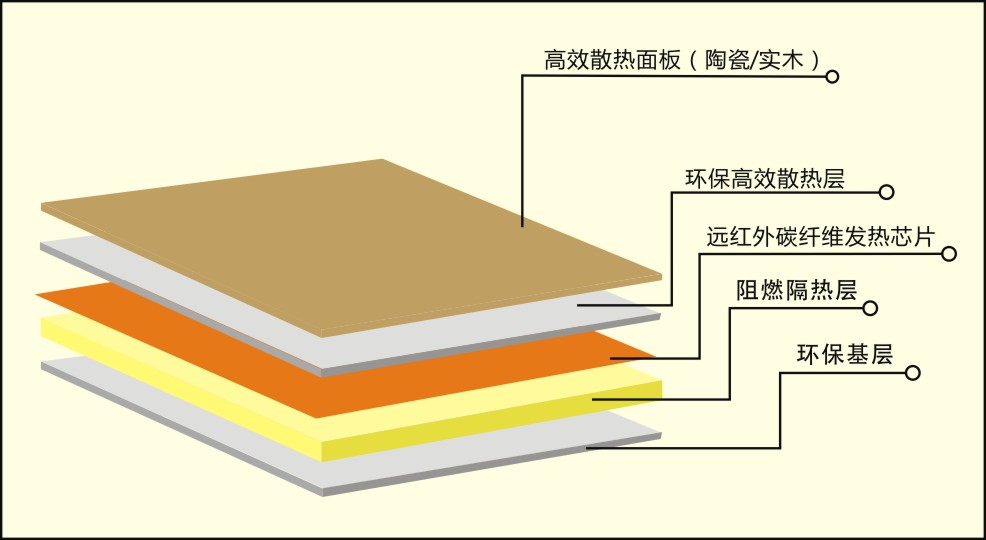 高效散热面板（陶瓷/实木）
环保高效散热层
远红外碳纤维发热芯片
阻燃隔热层
环保基层